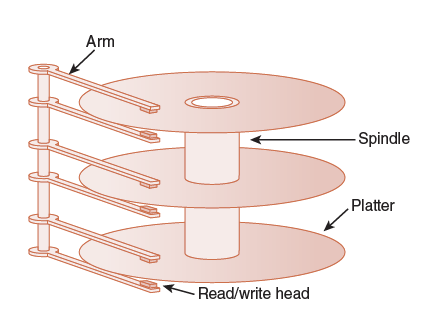 Arm
Spindle
Platter
Read/write head